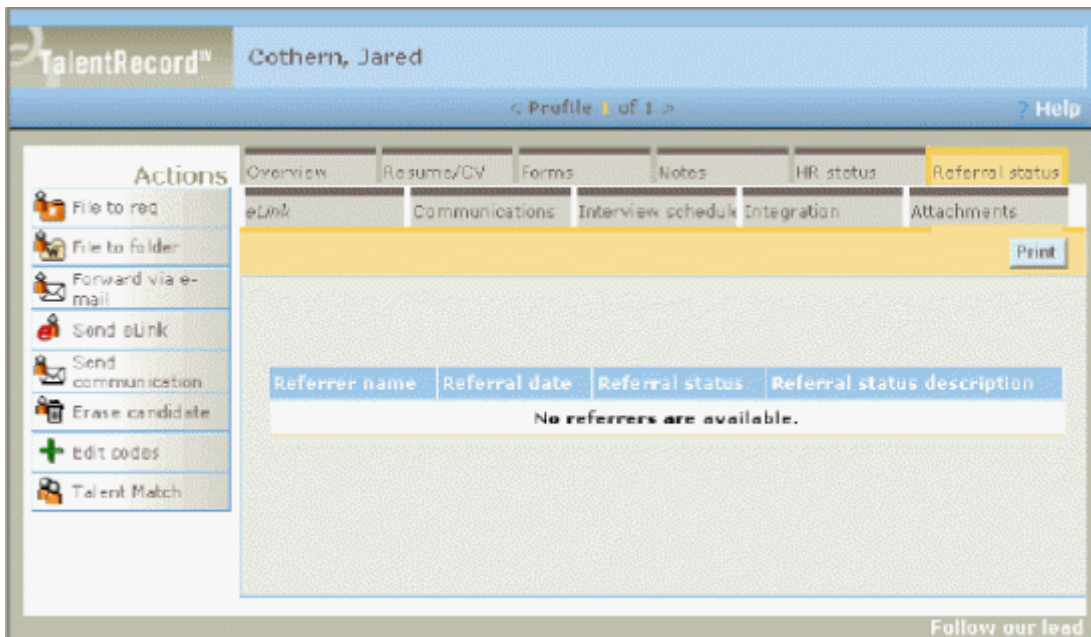 TalentRecord™ Cothern, Jared
< Profile 1 of 1 >
? Help
Actions
Overview Resume/CV Forms Notes HR status Referral status
eLink Communications Interview schedule Integration Attachments
Print
File to req
File to folder
Forward via e-
mail
Send eLink
Send
communication
Erase candidate
Edit codes
Talent Match
Referrer name Referral date Referral status Referral status description
No referrers are available.
Follow our lead